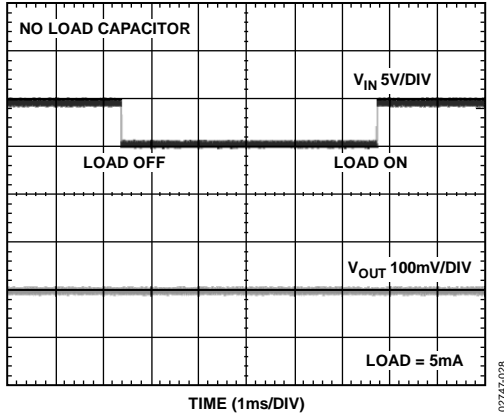 NO LOAD CAPACITOR
VIN 5V/DIV
LOAD OFF
LOAD ON
VOUT 100mV/DIV
LOAD = 5mA
TIME (1ms/DIV)
02747-028